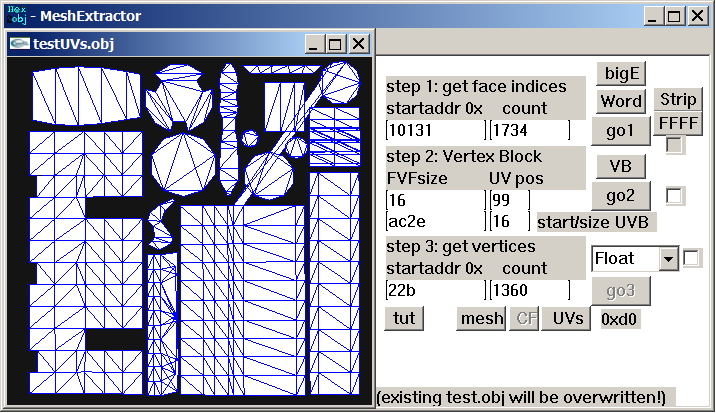 Hex
obj - MeshExtractor
testUVs.obj
step 1: get face indices
startaddr 0x count
10131 1734
bigE
Word
go1
Strip
FFFF
step 2: Vertex Block
FVFsize UV pos
16 99
ac2e 16 start/size UVB
VB
go2
step 3: get vertices
startaddr 0x count
22b 1360
Float
go3
tut mesh CF UVs 0xd0
(existing test.obj will be overwritten!)